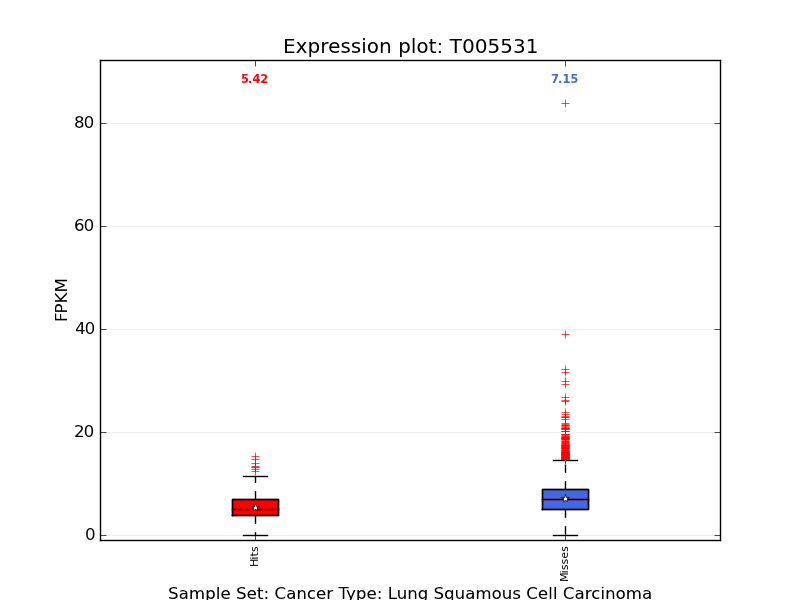 Expression plot: T005531
5.42
7.15
80
60
40
20
0
FPKM
Hits
Misses
Sample Set: Cancer Type: Lung Squamous Cell Carcinoma